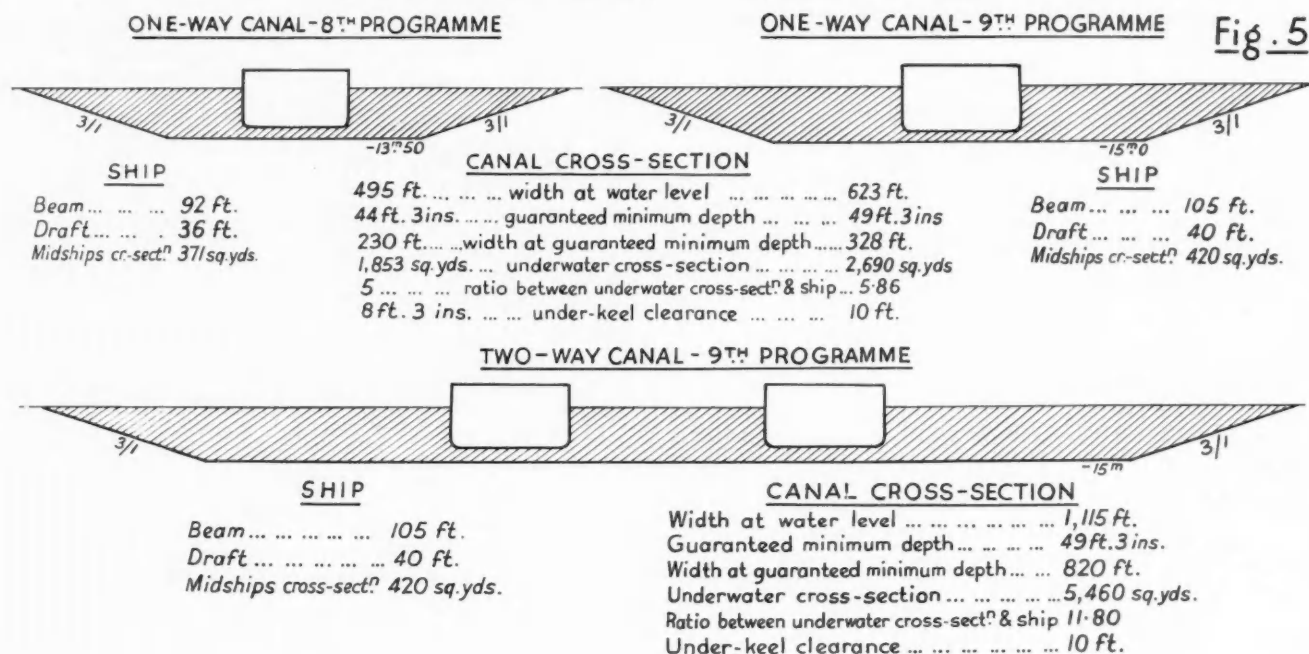 ONE-WAY CANAL-8TH PROGRAMME
ONE-WAY CANAL-9TH PROGRAMME
Fig. 5
3/1
3/1
-13m50
3/1
3/1
-15m0
SHIP
Beam ... ... ... 92 ft.
Draft ... ... . 36 ft.
Midships cr-sectn 371 sq.yds.
CANAL CROSS-SECTION
495 ft. ... ... ... width at water level ... ... ... ... ... 623 ft.
44 ft. 3 ins. ... ... guaranteed minimum depth ... ... ... 49 ft. 3 ins
230 ft. ... ... width at guaranteed minimum depth ... ... 328 ft.
1,853 sq.yds. ... underwater cross-section ... ... ... ... 2,690 sq.yds
5 ... ... ... ratio between underwater cross-sectn & ship ... 5·86
8 ft. 3 ins. ... ... under-keel clearance ... ... ... 10 ft.
SHIP
Beam ... ... ... 105 ft.
Draft ... ... ... 40 ft.
Midships cr-sectn 420 sq.yds.
TWO-WAY CANAL - 9TH PROGRAMME
3/1
3/1
-15m
SHIP
Beam ... ... ... ... ... 105 ft.
Draft ... ... ... ... ... 40 ft.
Midships cross-sectn 420 sq.yds.
CANAL CROSS-SECTION
Width at water level ... ... ... ... ... ... 1,115 ft.
Guaranteed minimum depth ... ... ... ... 49 ft. 3 ins.
Width at guaranteed minimum depth ... ... 820 ft.
Underwater cross-section ... ... ... ... ... 5,460 sq.yds.
Ratio between underwater cross-sectn & ship 11·80
Under-keel clearance ... ... ... ... ... ... 10 ft.